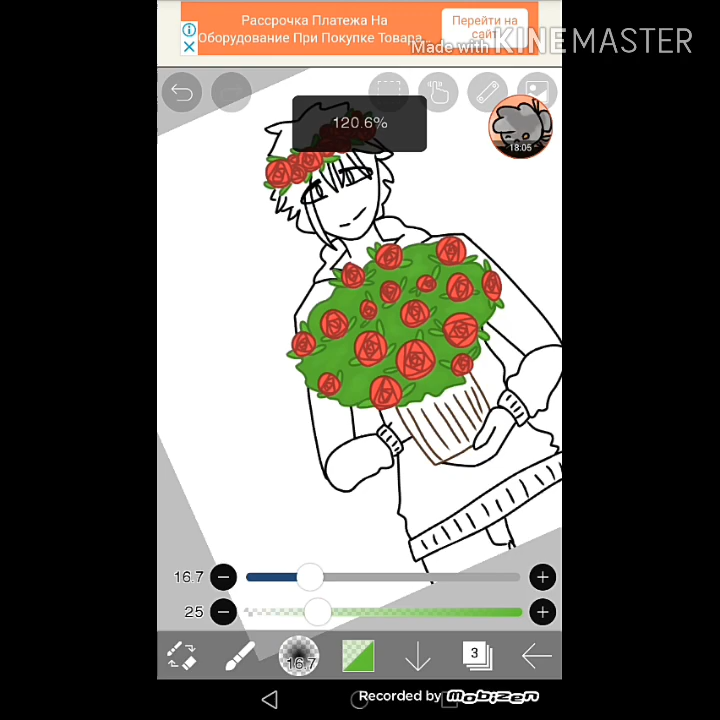 Рассрочка Платежа На
Оборудование При Покупке Товара
Перейти на
сайт
Made with KINEMASTER
120.6%
18:05
16.7
25
16.7
3
Recorded by mobizen